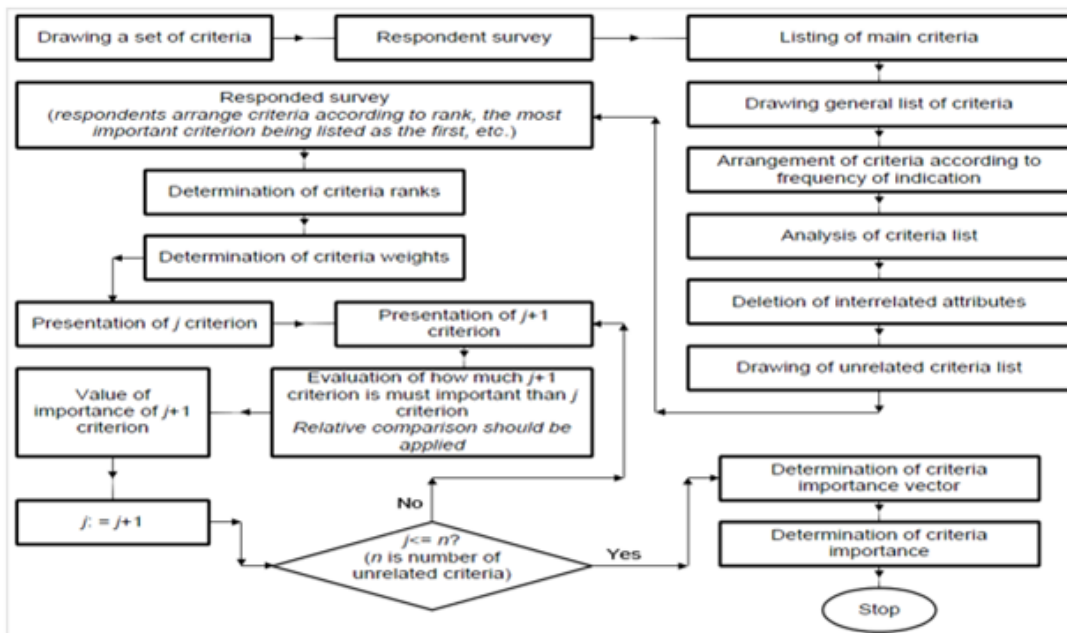 Drawing a set of criteria
Respondent survey
Listing of main criteria
Drawing general list of criteria
Arrangement of criteria according to
frequency of indication
Analysis of criteria list
Deletion of interrelated attributes
Drawing of unrelated criteria list
Responded survey
(respondents arrange criteria according to rank, the most
important criterion being listed as the first, etc.)
Determination of criteria ranks
Determination of criteria weights
Presentation of j criterion
Presentation of j+1
criterion
Evaluation of how much j+1
criterion is must important than j
criterion
Relative comparison should be
applied
Value of
importance of j+1
criterion
j: = j+1
j<= n?
(n is number of
unrelated criteria)
No
Yes
Determination of criteria
importance vector
Determination of criteria
importance
Stop